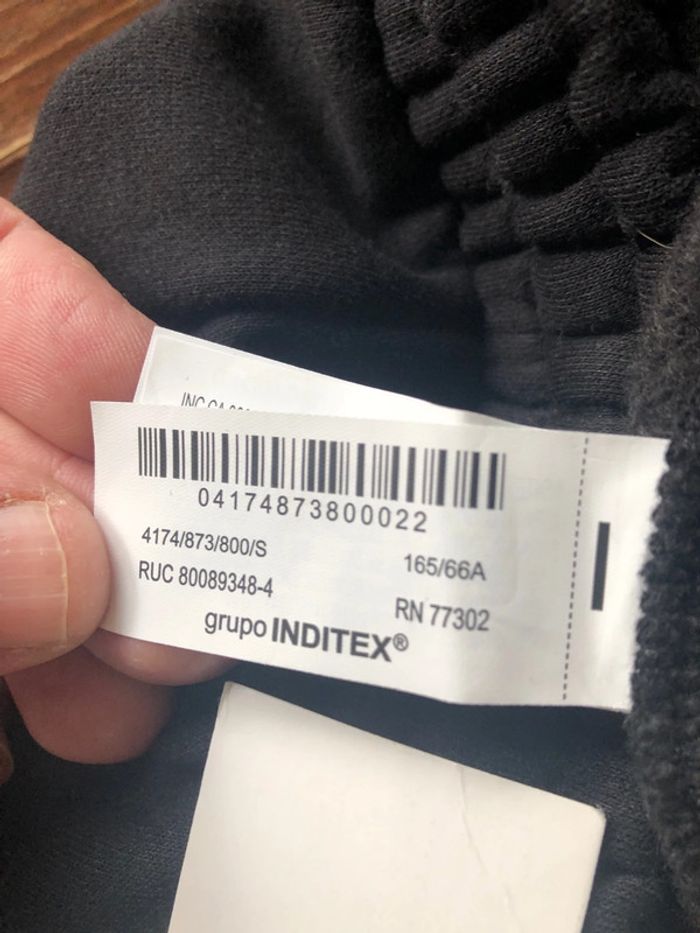 04174873800022
4174/873/800/S
165/66A
RUC 80089348-4
RN 77302
grupo INDITEX®